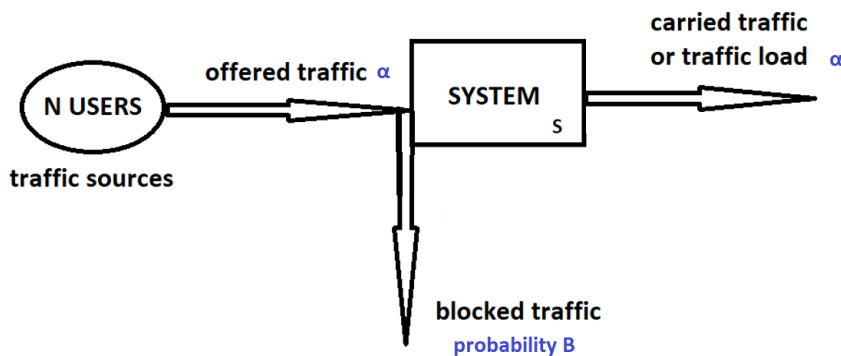 N USERS
traffic sources
offered traffic α
SYSTEM
S
carried traffic
or traffic load α
blocked traffic
probability B